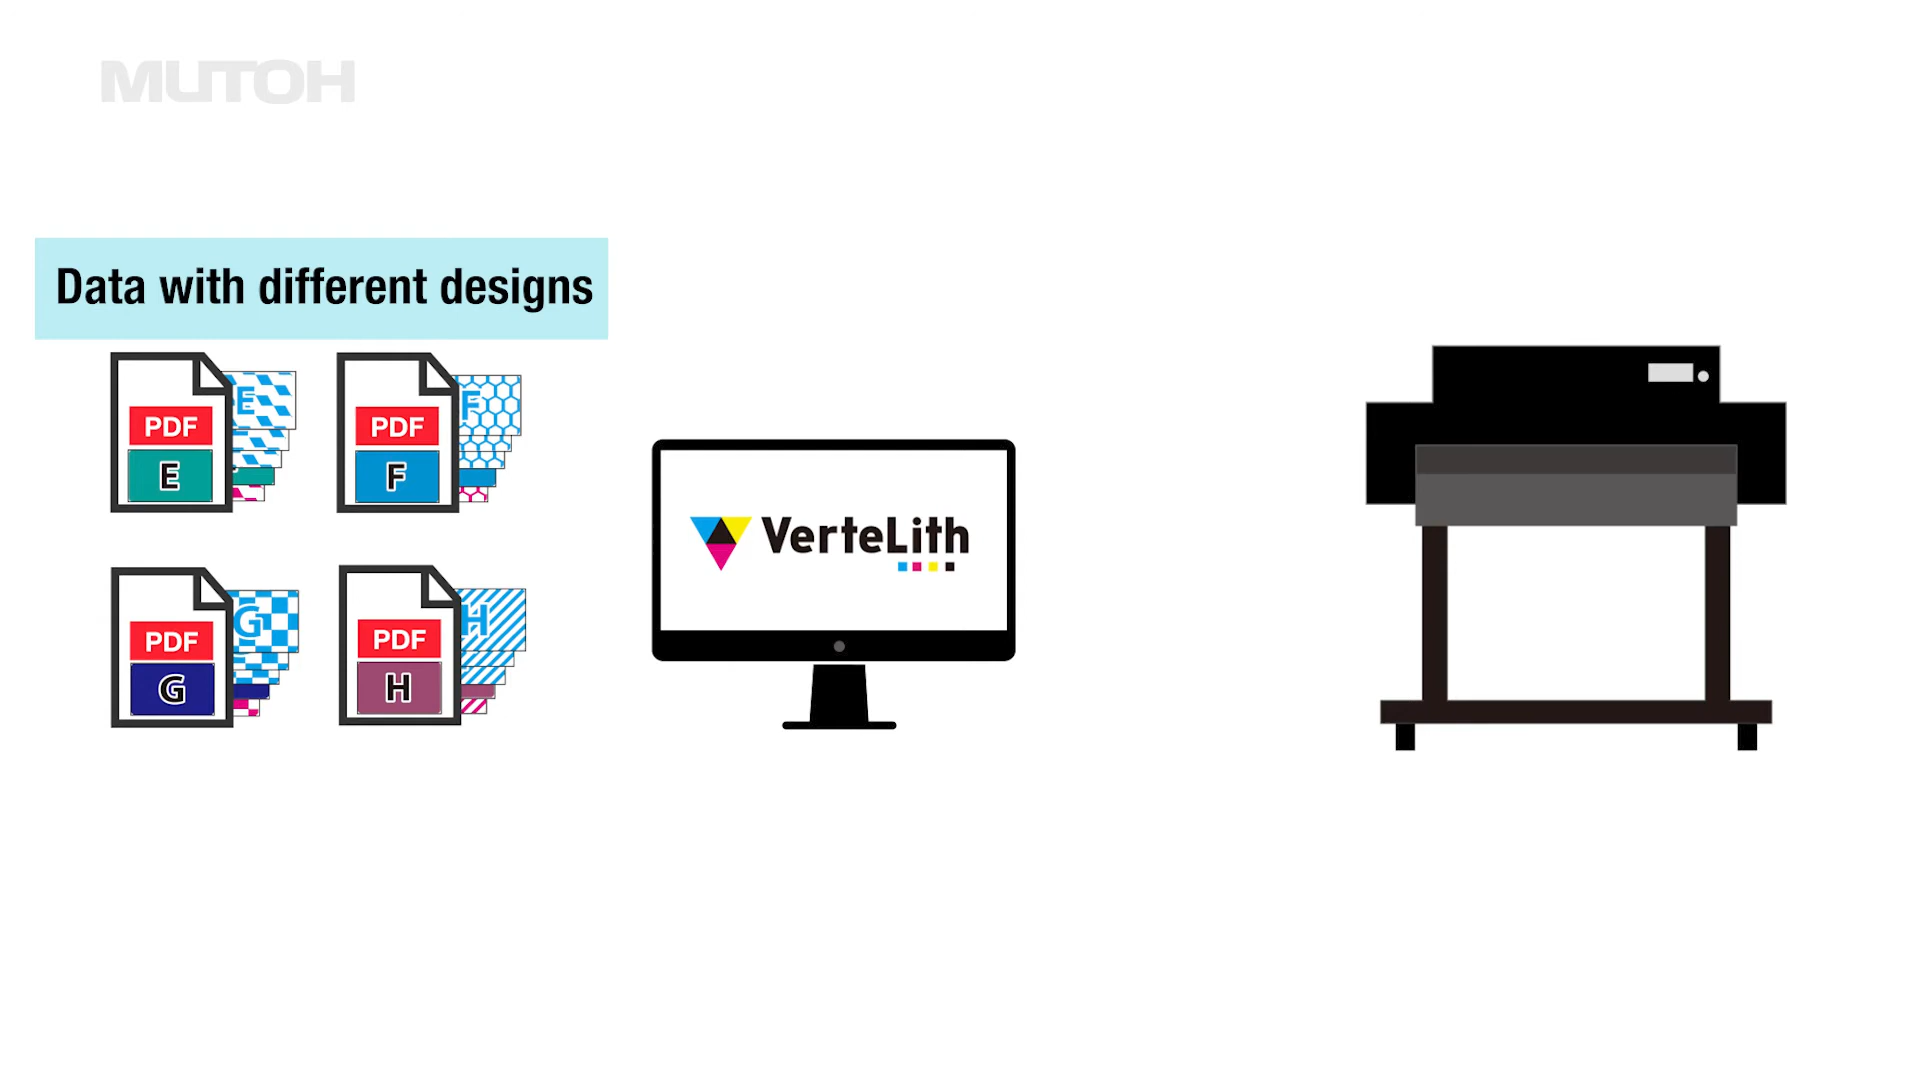 MUTOH
Data with different designs
E
F
PDF
PDF
E
F
VerteLith
G
H
PDF
PDF
G
H